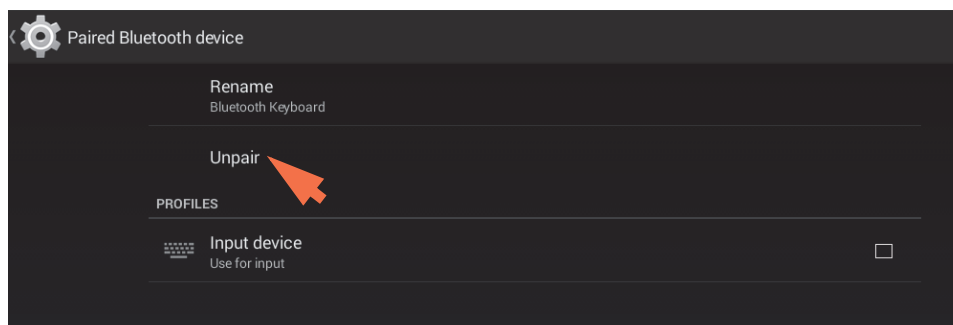 Paired Bluetooth device
Rename
Bluetooth Keyboard
Unpair
PROFILES
Input device
Use for input